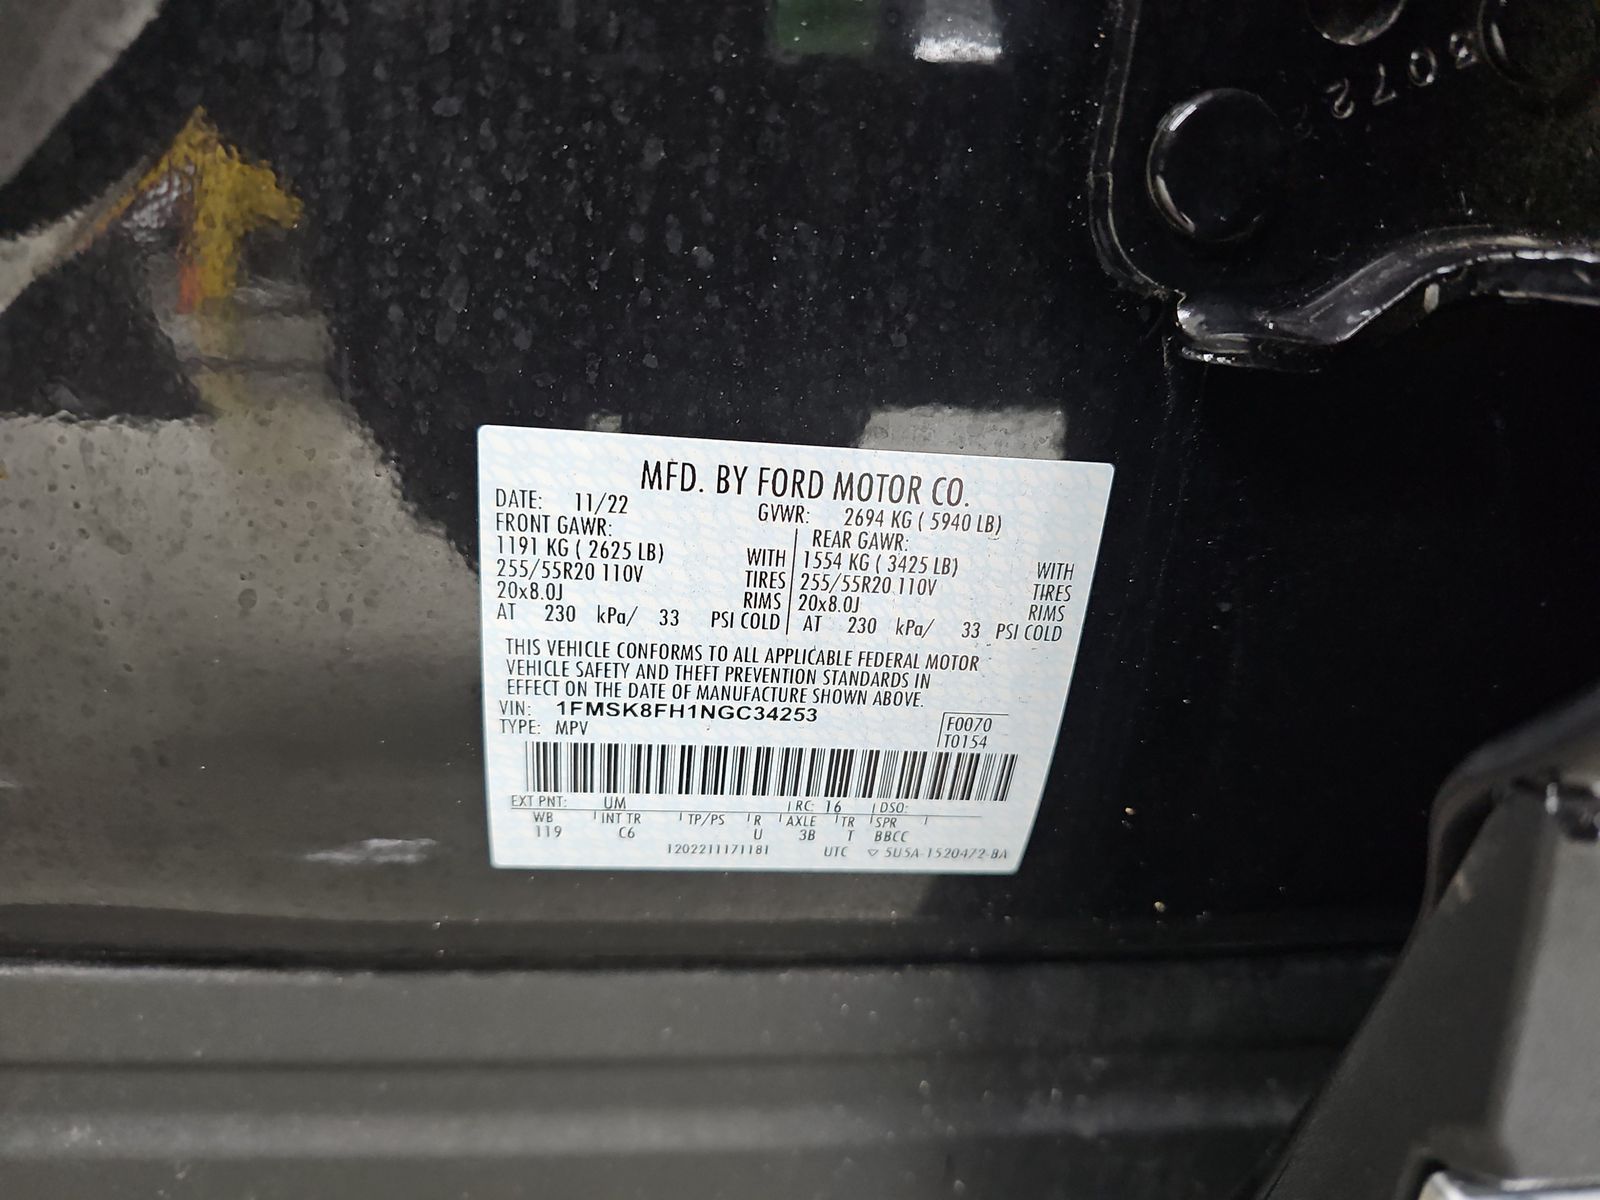 8072
MFD. BY FORD MOTOR CO.
DATE: 11/22 GVWR: 2694 KG ( 5940 LB)
FRONT GAWR: REAR GAWR:
1191 KG ( 2625 LB) WITH 1554 KG ( 3425 LB) WITH
255/55R20 110V TIRES 255/55R20 110V TIRES
20x8.0J RIMS 20x8.0J RIMS
AT 230 kPa/ 33 PSI COLD AT 230 kPa/ 33 PSI COLD
THIS VEHICLE CONFORMS TO ALL APPLICABLE FEDERAL MOTOR
VEHICLE SAFETY AND THEFT PREVENTION STANDARDS IN
EFFECT ON THE DATE OF MANUFACTURE SHOWN ABOVE.
VIN: 1FMSK8FH1NGC34253 F0070
TYPE: MPV T0154
EXT PNT: UM RC: 16 DSO:
WB INT TR TP/PS R AXLE TR SPR
119 C6 U 3B T BBCC
1202211171181 UTC ▽ 5U5A-1520472-BA